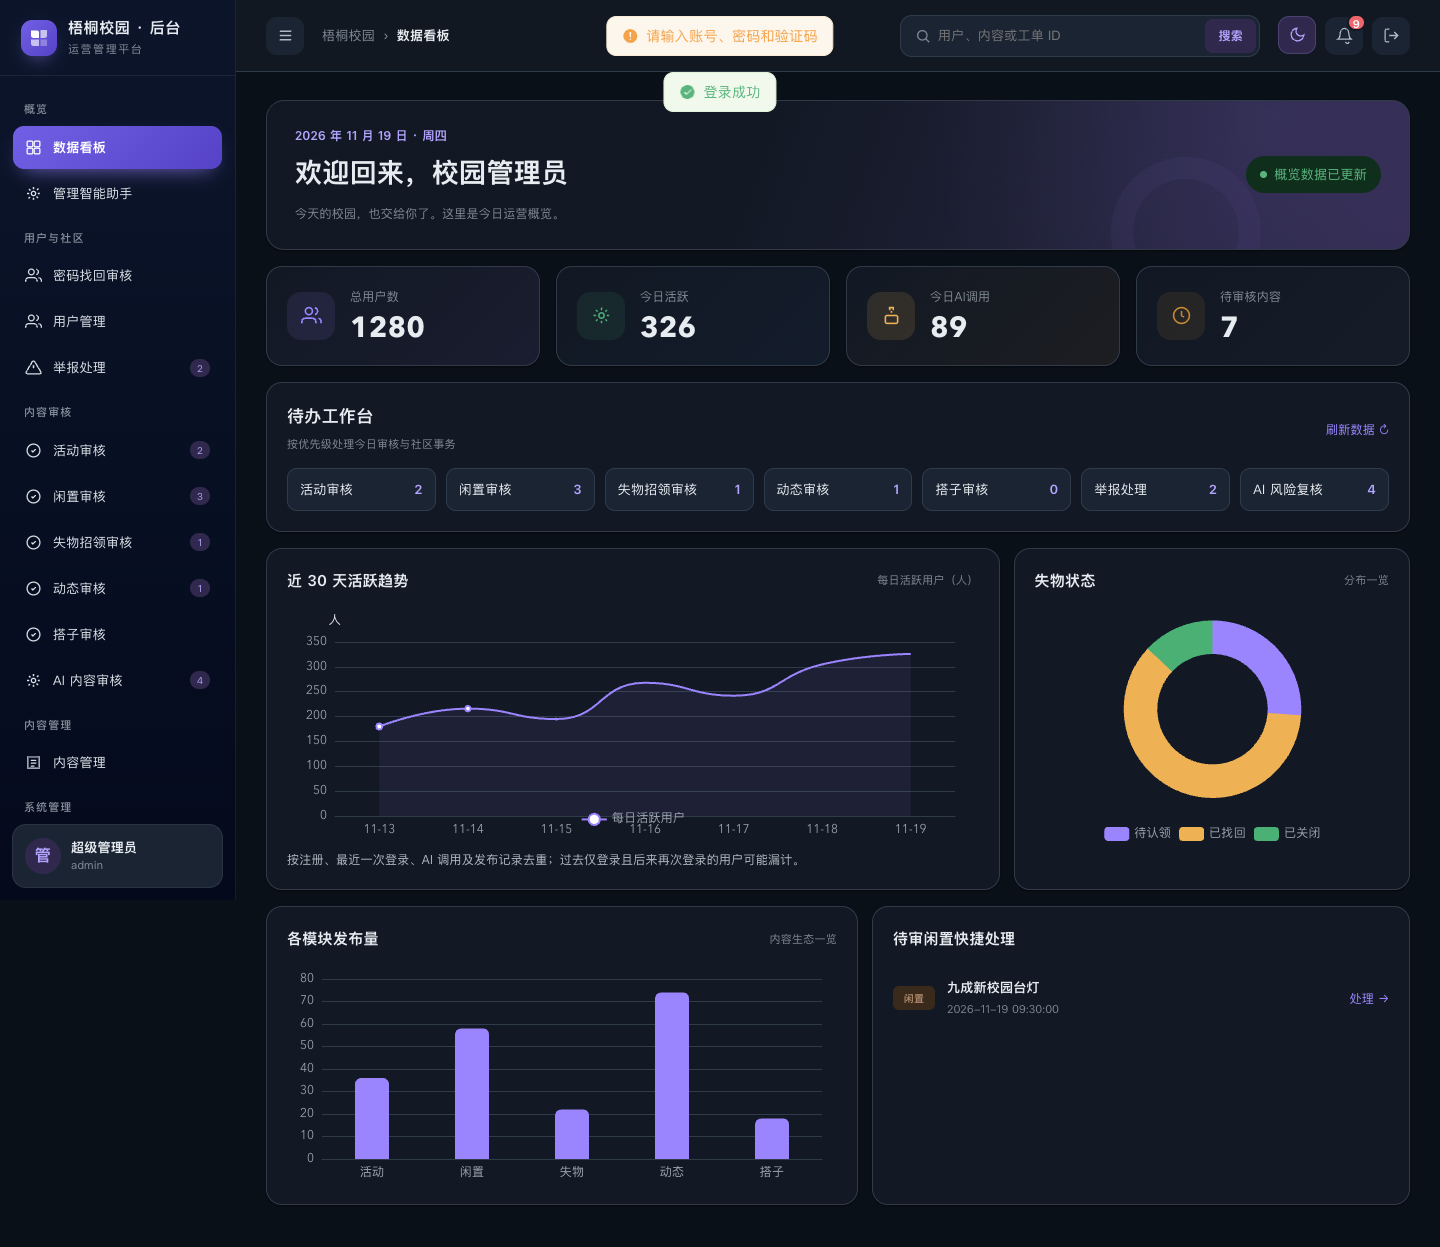 梧桐校园 · 后台
运营管理平台
概览
数据看板
管理智能助手
用户与社区
密码找回审核
用户管理
举报处理 2
内容审核
活动审核 2
闲置审核 3
失物招领审核 1
动态审核 1
搭子审核
AI 内容审核 4
内容管理
内容管理
系统管理
管
超级管理员
admin
梧桐校园 › 数据看板
请输入账号、密码和验证码
用户、内容或工单 ID
搜索
9
登录成功
2026 年 11 月 19 日 · 周四
欢迎回来，校园管理员
今天的校园，也交给你了。这里是今日运营概览。
概览数据已更新
总用户数
1280
今日活跃
326
今日AI调用
89
待审核内容
7
待办工作台
按优先级处理今日审核与社区事务
刷新数据
活动审核 2
闲置审核 3
失物招领审核 1
动态审核 1
搭子审核 0
举报处理 2
AI 风险复核 4
近 30 天活跃趋势
每日活跃用户（人）
人
350
300
250
200
150
100
50
0
11-13 11-14 11-15 11-16 11-17 11-18 11-19
每日活跃用户
按注册、最近一次登录、AI 调用及发布记录去重；过去仅登录且后来再次登录的用户可能漏计。
失物状态
分布一览
待认领 已找回 已关闭
各模块发布量
内容生态一览
80
70
60
50
40
30
20
10
0
活动 闲置 失物 动态 搭子
待审闲置快捷处理
闲置
九成新校园台灯
2026-11-19 09:30:00
处理 →